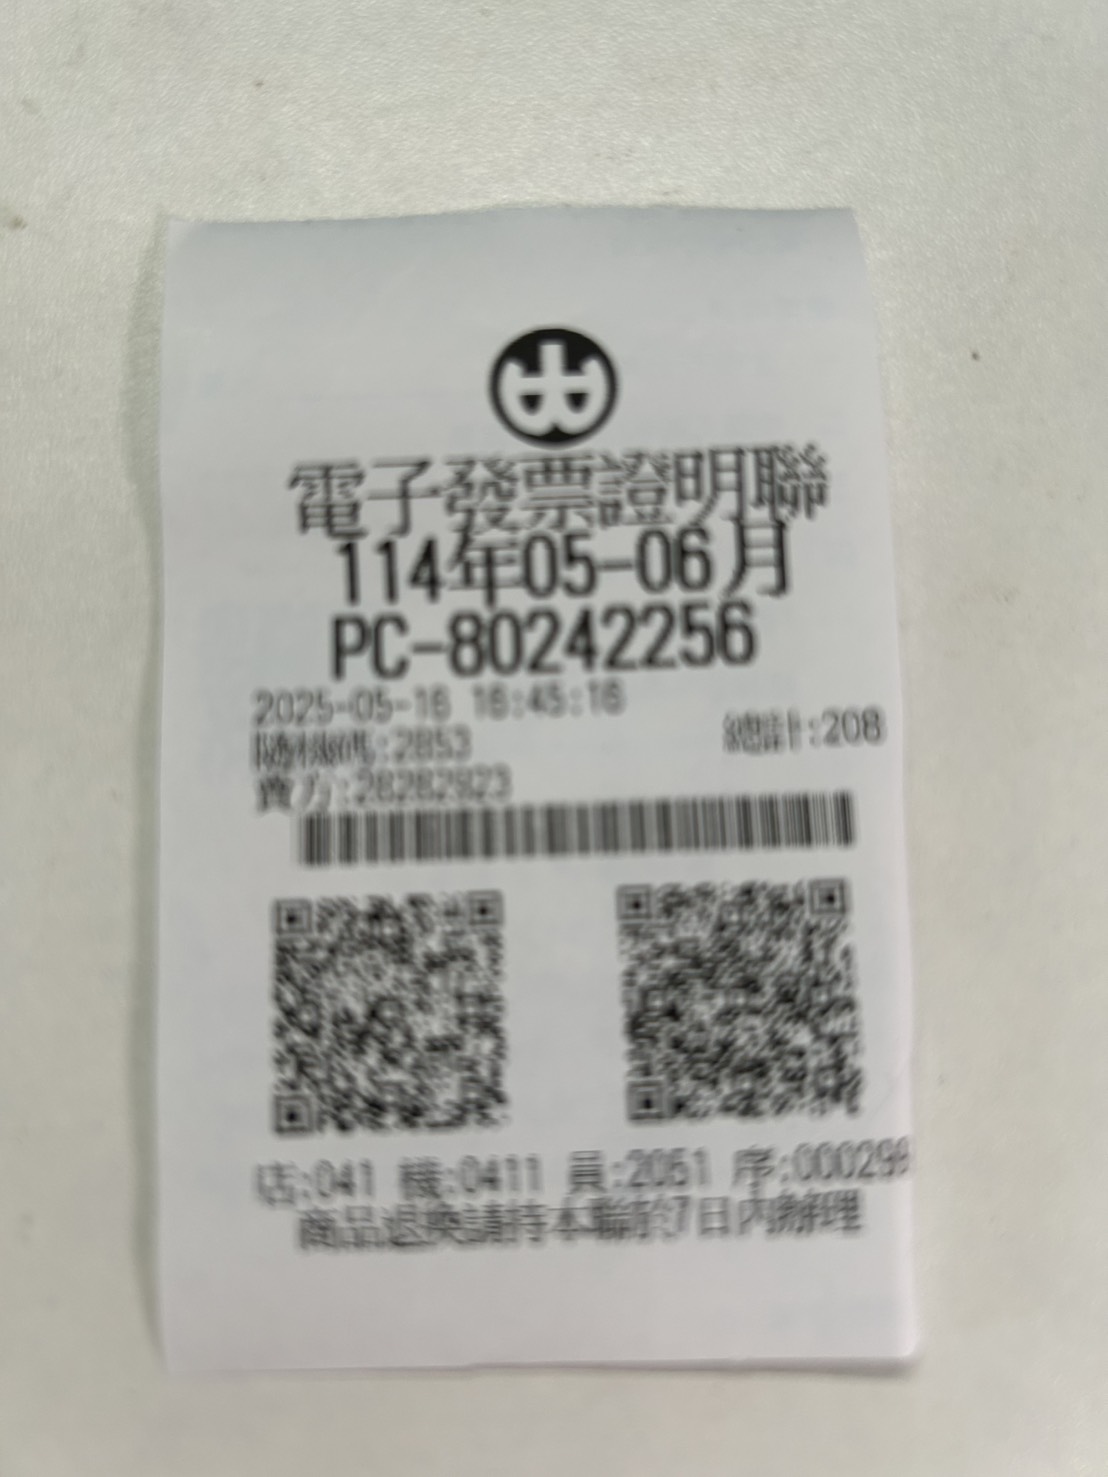 電子發票證明聯
114年05-06月
PC-80242256
2025-05-16 16:45:16
隨機碼:2853 總計:208
賣方:28282923
店:041 機:0411 員:2051 序:000299
商品退換請持本聯於7日內辦理